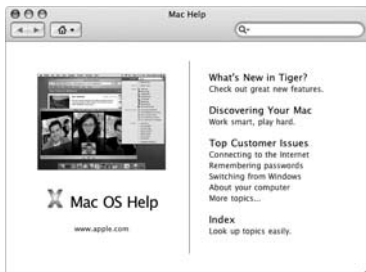 Mac Help
Mac OS Help
www.apple.com
What's New in Tiger?
Check out great new features.
Discovering Your Mac
Work smart, play hard.
Top Customer Issues
Connecting to the Internet
Remembering passwords
Switching from Windows
About your computer
More topics...
Index
Look up topics easily.